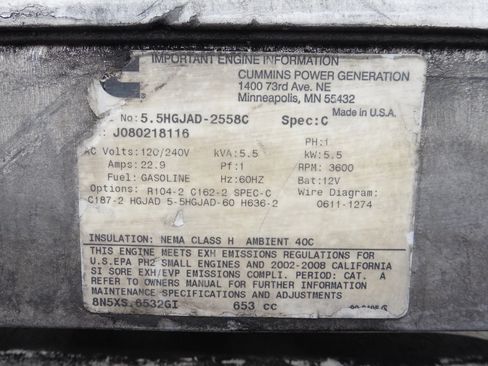 IMPORTANT ENGINE INFORMATION
CUMMINS POWER GENERATION
1400 73rd Ave. NE
Minneapolis, MN 55432
Made in U.S.A.
No: 5.5HGJAD-2558C Spec: C
: J080218116 PH: 1
AC Volts: 120/240V kVA: 5.5 kW: 5.5
Amps: 22.9 Pf: 1 RPM: 3600
Fuel: GASOLINE Hz: 60HZ Bat: 12V
Options: R104-2 C162-2 SPEC-C Wire Diagram:
C187-2 HGJAD 5-5HGJAD-60 H636-2 0611-1274
INSULATION: NEMA CLASS H AMBIENT 40C
THIS ENGINE MEETS EXH EMISSIONS REGULATIONS FOR
U.S.EPA PH2 SMALL ENGINES AND 2002-2008 CALIFORNIA
SI SORE EXH/EVP EMISSIONS COMPLI. PERIOD: CAT. A
REFER TO OWNERS MANUAL FOR FURTHER INFORMATION
MAINTENANCE SPECIFICATIONS AND ADJUSTMENTS
8N5XS.6532GI 653 cc